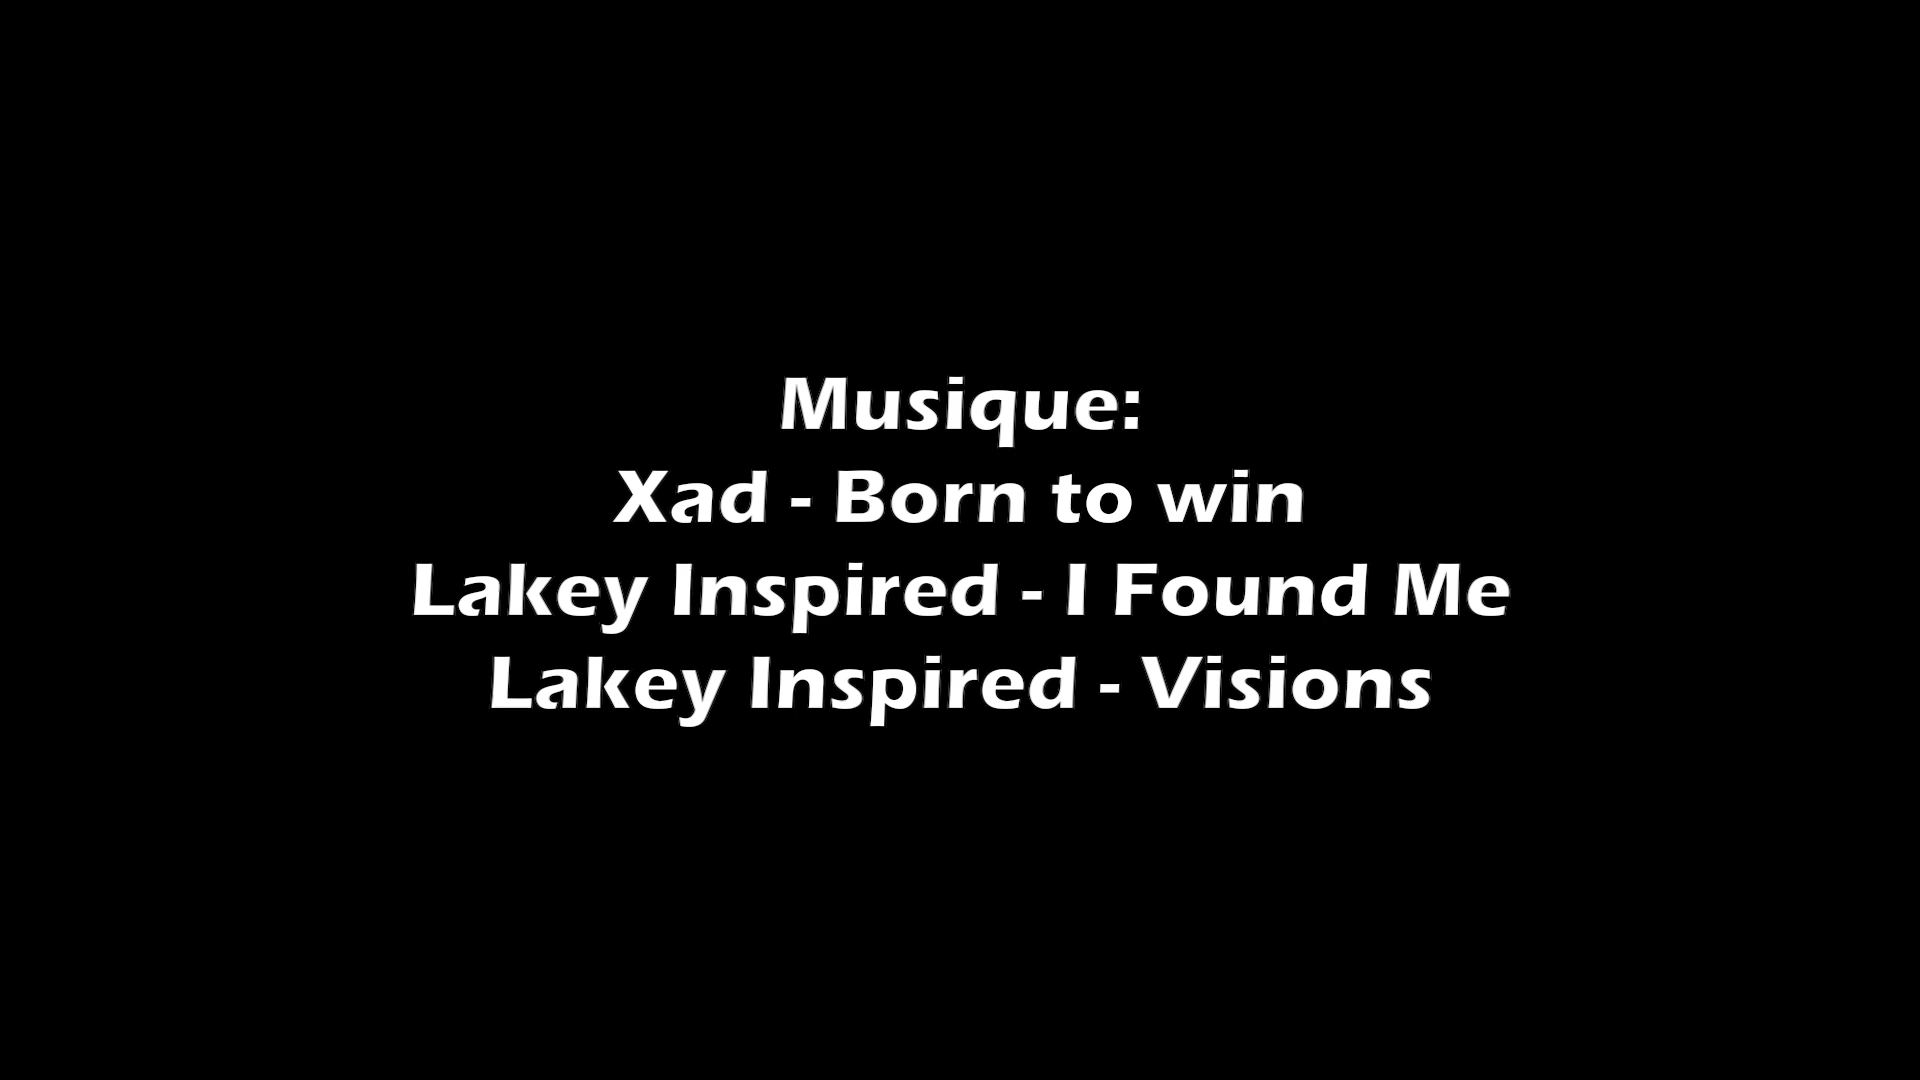 Musique:
Xad - Born to win
Lakey Inspired - I Found Me
Lakey Inspired - Visions